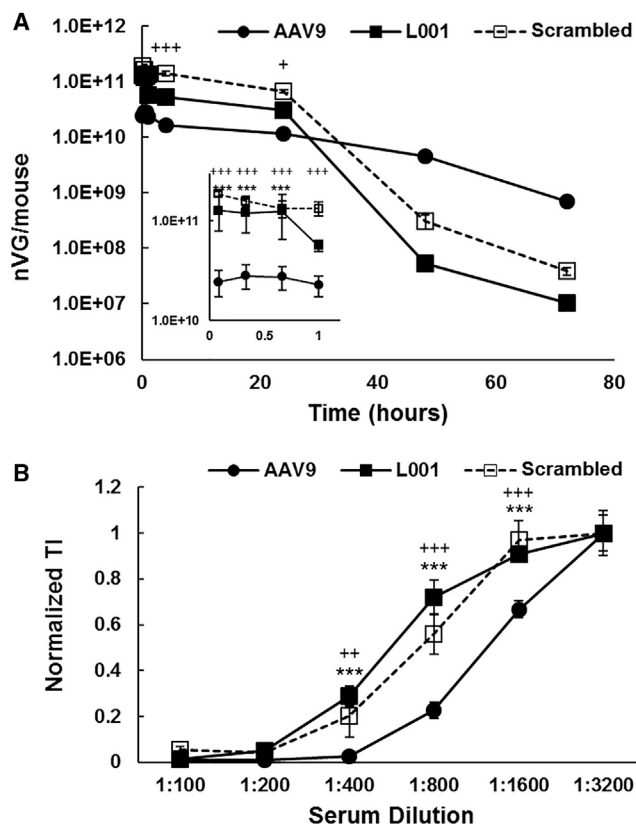 A
AAV9 L001 Scrambled
1.0E+12
1.0E+11
1.0E+10
1.0E+09
1.0E+08
1.0E+07
1.0E+06
nVG/mouse
+++
+
+++ +++ +++ +++
*** *** ***
1.0E+11
1.0E+10
0 0.5 1
0 20 40 60 80
Time (hours)
B
AAV9 L001 Scrambled
1.2
1
0.8
0.6
0.4
0.2
0
Normalized TI
++
***
+++
***
+++
***
1:100 1:200 1:400 1:800 1:1600 1:3200
Serum Dilution